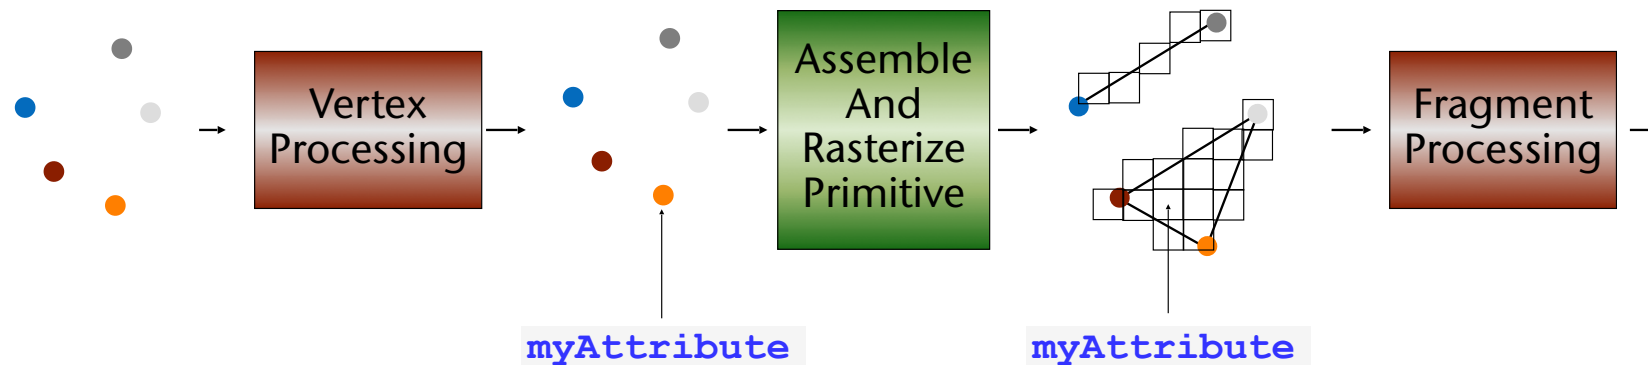 Vertex
Processing
Assemble
And
Rasterize
Primitive
Fragment
Processing
myAttribute
myAttribute